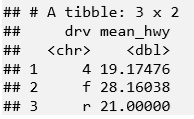 ## # A tibble: 3 x 2
##     drv mean_hwy
##   <chr>    <dbl>
## 1     4 19.17476
## 2     f 28.16038
## 3     r 21.00000